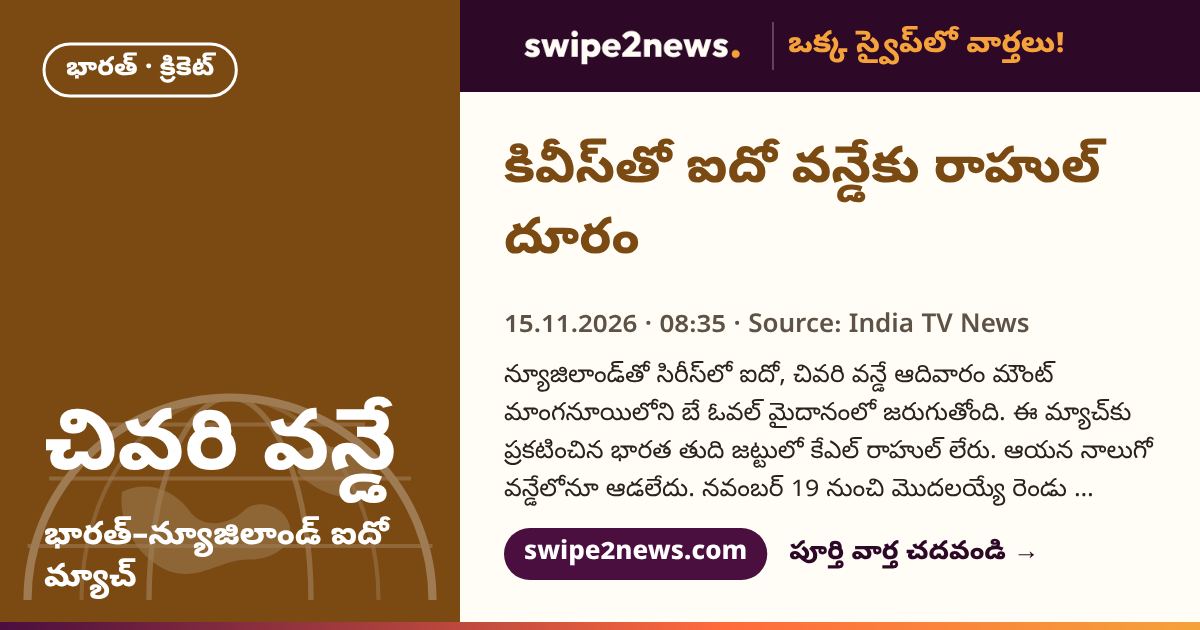 భారత్ · క్రికెట్
చివరి వన్డే
భారత్–న్యూజిలాండ్ ఐదో
మ్యాచ్
swipe2news.
ఒక్క స్వైప్‌లో వార్తలు!
కివీస్‌తో ఐదో వన్డేకు రాహుల్
దూరం
15.11.2026 · 08:35 · Source: India TV News
న్యూజిలాండ్‌తో సిరీస్‌లో ఐదో, చివరి వన్డే ఆదివారం మౌంట్
మాంగనూయిలోని బే ఓవల్ మైదానంలో జరుగుతోంది. ఈ మ్యాచ్‌కు
ప్రకటించిన భారత తుది జట్టులో కేఎల్ రాహుల్ లేరు. ఆయన నాలుగో
వన్డేలోనూ ఆడలేదు. నవంబర్ 19 నుంచి మొదలయ్యే రెండు ...
swipe2news.com
పూర్తి వార్త చదవండి →